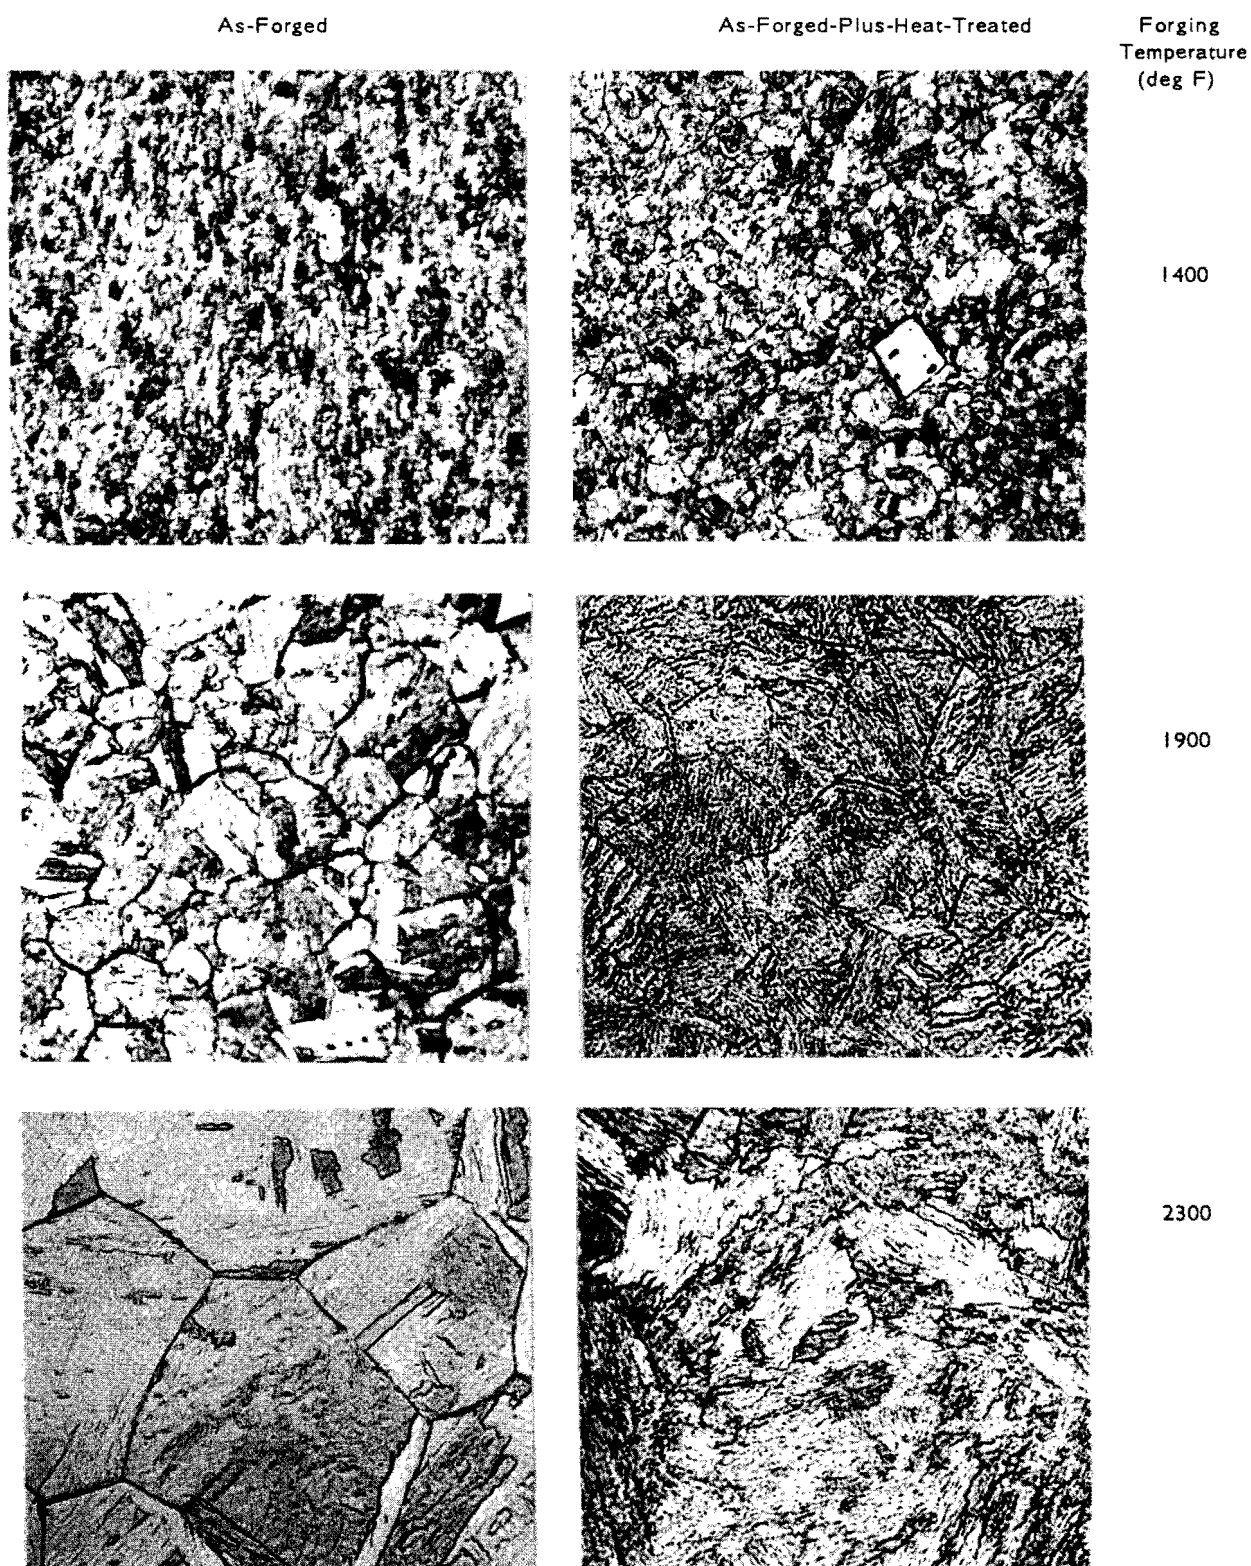 As-Forged
As-Forged-Plus-Heat-Treated
Forging
Temperature
(deg F)
1400
1900
2300